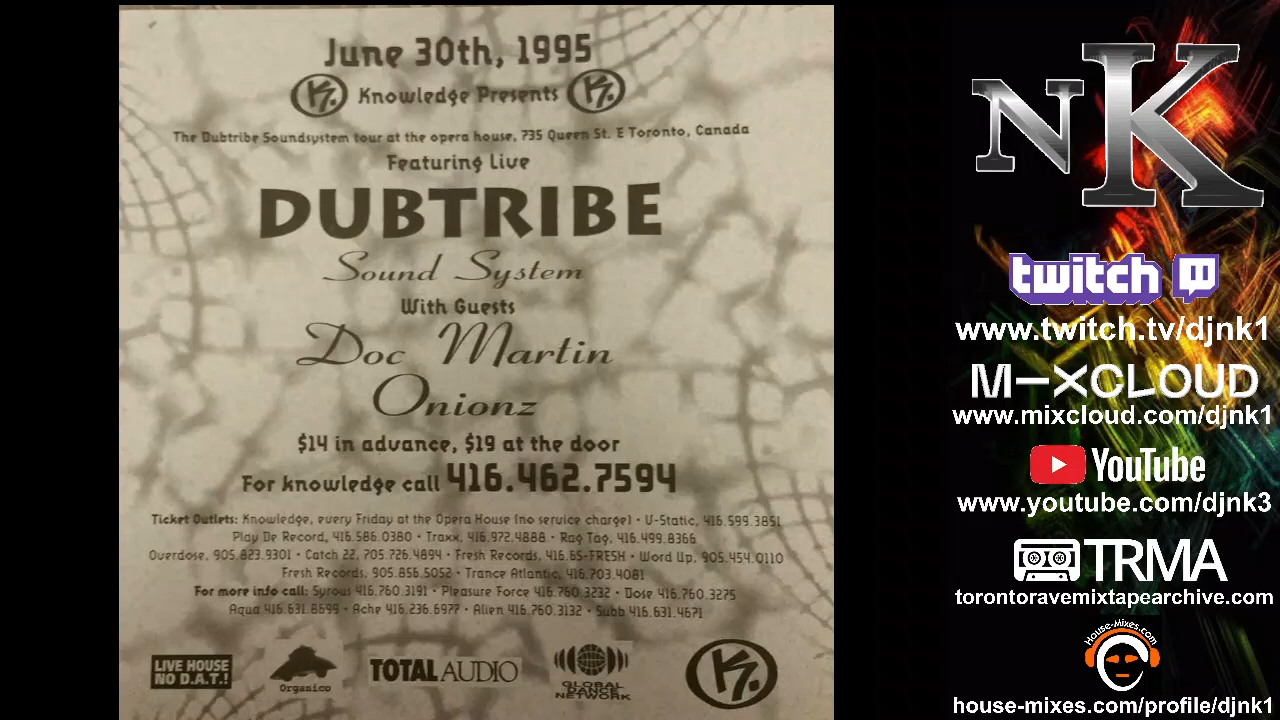 June 30th, 1995
K. Knowledge Presents K.
The Dubtribe Soundsystem tour at the opera house, 735 Queen St. E Toronto, Canada
Featuring Live
DUBTRIBE
Sound System
With Guests
Doc Martin
Onionz
$14 in advance, $19 at the door
For knowledge call 416.462.7594
Ticket Outlets: Knowledge, every Friday at the Opera House (no service charge) • U-Static, 416.599.3851
Play De Record, 416.586.0380 • Traxx, 416.972.4888 • Rag Tag, 416.499.8366
Overdose, 905.823.9301 • Catch 22, 705.726.4894 • Fresh Records, 416.65-FRESH • Word Up, 905.454.0110
Fresh Records, 905.856.5052 • Trance Atlantic, 416.703.4081
For more info call: Syrous 416.760.3191 • Pleasure Force 416.760.3232 • Dose 416.760.3275
Aqua 416.631.8699 • Ache 416.236.6977 • Alien 416.760.3132 • Subb 416.631.4671
LIVE HOUSE
NO D.A.T.!
Organico
TOTAL AUDIO
GLOBAL
DANCE
NETWORK
K.
NK
twitch
www.twitch.tv/djnk1
M-XCLOUD
www.mixcloud.com/djnk1
YouTube
www.youtube.com/djnk3
TRMA
torontoravemixtapearchive.com
House-Mixes.com
house-mixes.com/profile/djnk1